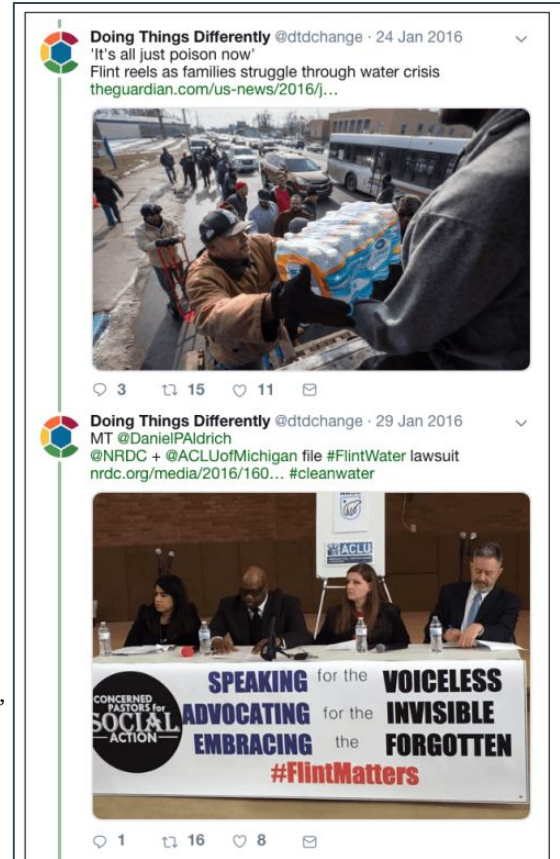 Doing Things Differently @dtdchange · 24 Jan 2016
'It's all just poison now'
Flint reels as families struggle through water crisis
theguardian.com/us-news/2016/j…
3 15 11
Doing Things Differently @dtdchange · 29 Jan 2016
MT @DanielPAldrich
@NRDC + @ACLUofMichigan file #FlintWater lawsuit
nrdc.org/media/2016/160… #cleanwater
ACLU
CONCERNED
PASTORS for
SOCIAL
ACTION
SPEAKING for the VOICELESS
ADVOCATING for the INVISIBLE
EMBRACING the FORGOTTEN
#FlintMatters
,
1 16 8